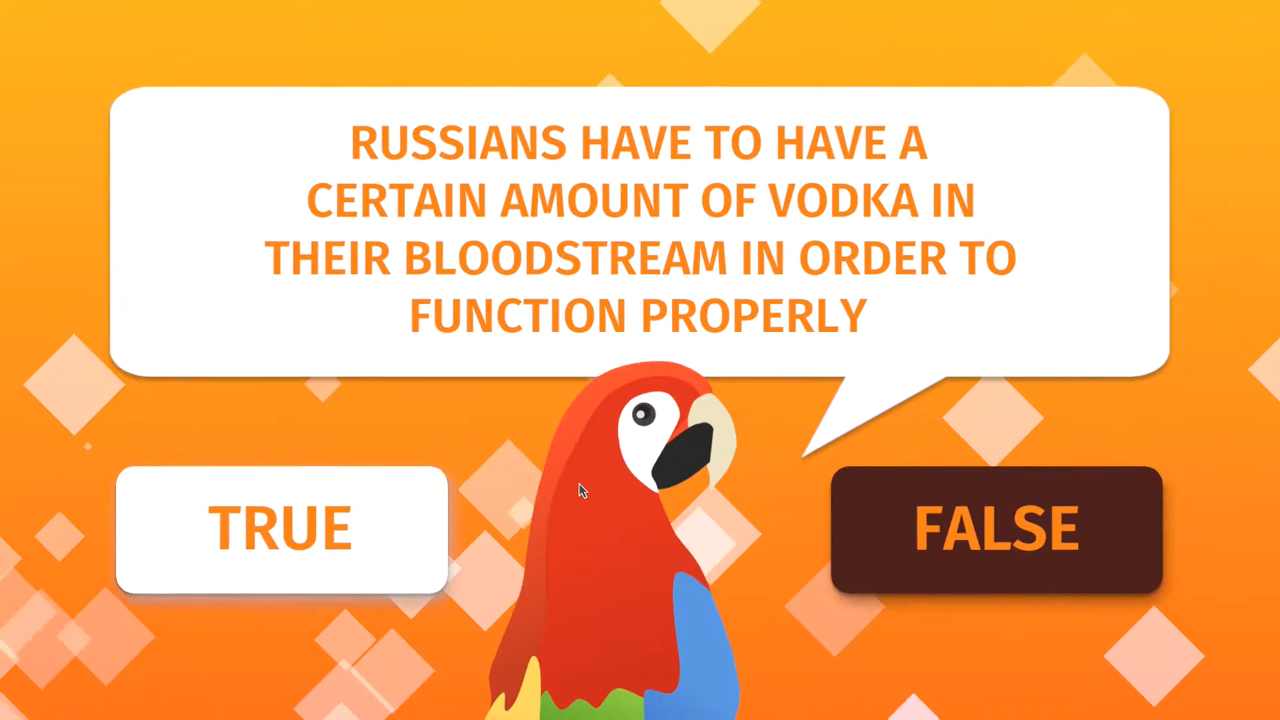 RUSSIANS HAVE TO HAVE A
CERTAIN AMOUNT OF VODKA IN
THEIR BLOODSTREAM IN ORDER TO
FUNCTION PROPERLY
TRUE
FALSE